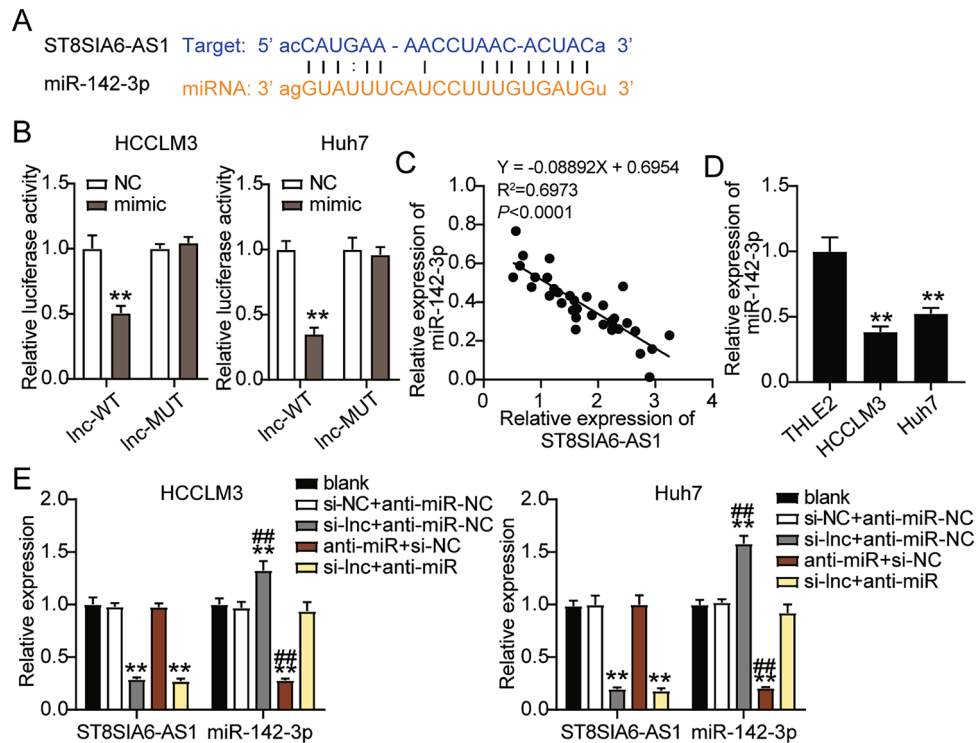 A
ST8SIA6-AS1 Target: 5’ acCAUGAA - AACCUAAC-ACUACa 3’
| | | : | | | | | | | | | | |
miR-142-3p miRNA: 3’ agGUAUUUCAUCCUUUGUGAUGu 3’
B
HCCLM3
Relative luciferase activity
NC
mimic
1.5
1.0
0.5
0.0
**
lnc-WT
lnc-MUT
Huh7
Relative luciferase activity
NC
mimic
1.5
1.0
0.5
0.0
**
lnc-WT
lnc-MUT
C
Y = -0.08892X + 0.6954
R²=0.6973
P<0.0001
Relative expression of
miR-142-3p
1.0
0.8
0.6
0.4
0.2
0.0
0 1 2 3 4
Relative expression of
ST8SIA6-AS1
D
Relative expression of
miR-142-3p
1.5
1.0
0.5
0.0
**
**
THLE2
HCCLM3
Huh7
E
HCCLM3
blank
si-NC+anti-miR-NC
si-lnc+anti-miR-NC
anti-miR+si-NC
si-lnc+anti-miR
Relative expression
2.0
1.5
1.0
0.5
0.0
** **
##
**
##
**
ST8SIA6-AS1 miR-142-3p
Huh7
blank
si-NC+anti-miR-NC
si-lnc+anti-miR-NC
anti-miR+si-NC
si-lnc+anti-miR
Relative expression
2.0
1.5
1.0
0.5
0.0
** **
##
**
##
**
ST8SIA6-AS1 miR-142-3p